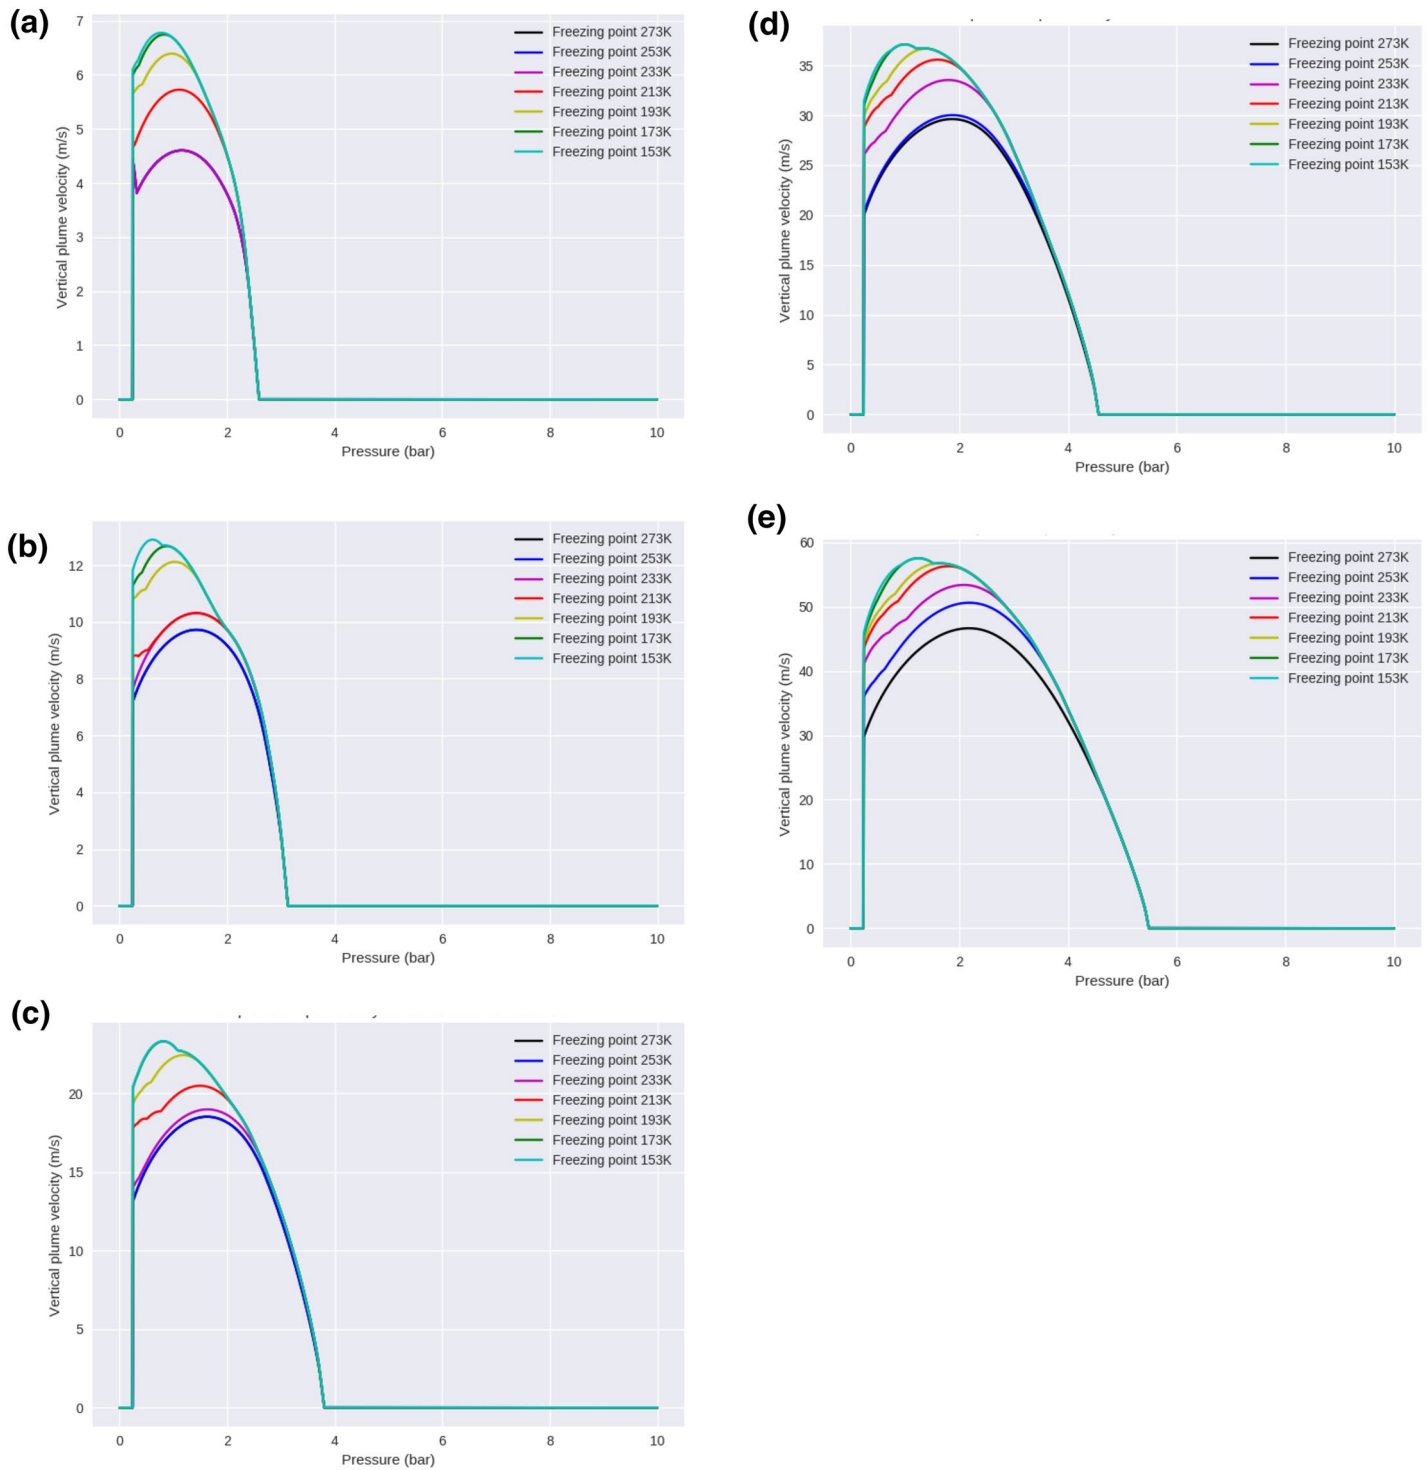 (a)
7
6
5
4
3
2
1
0
Vertical plume velocity (m/s)
0 2 4 6 8 10
Pressure (bar)
Freezing point 273K
Freezing point 253K
Freezing point 233K
Freezing point 213K
Freezing point 193K
Freezing point 173K
Freezing point 153K
(b)
12
10
8
6
4
2
0
Vertical plume velocity (m/s)
0 2 4 6 8 10
Pressure (bar)
Freezing point 273K
Freezing point 253K
Freezing point 233K
Freezing point 213K
Freezing point 193K
Freezing point 173K
Freezing point 153K
(c)
20
15
10
5
0
Vertical plume velocity (m/s)
0 2 4 6 8 10
Pressure (bar)
Freezing point 273K
Freezing point 253K
Freezing point 233K
Freezing point 213K
Freezing point 193K
Freezing point 173K
Freezing point 153K
(d)
35
30
25
20
15
10
5
0
Vertical plume velocity (m/s)
0 2 4 6 8 10
Pressure (bar)
Freezing point 273K
Freezing point 253K
Freezing point 233K
Freezing point 213K
Freezing point 193K
Freezing point 173K
Freezing point 153K
(e)
60
50
40
30
20
10
0
Vertical plume velocity (m/s)
0 2 4 6 8 10
Pressure (bar)
Freezing point 273K
Freezing point 253K
Freezing point 233K
Freezing point 213K
Freezing point 193K
Freezing point 173K
Freezing point 153K